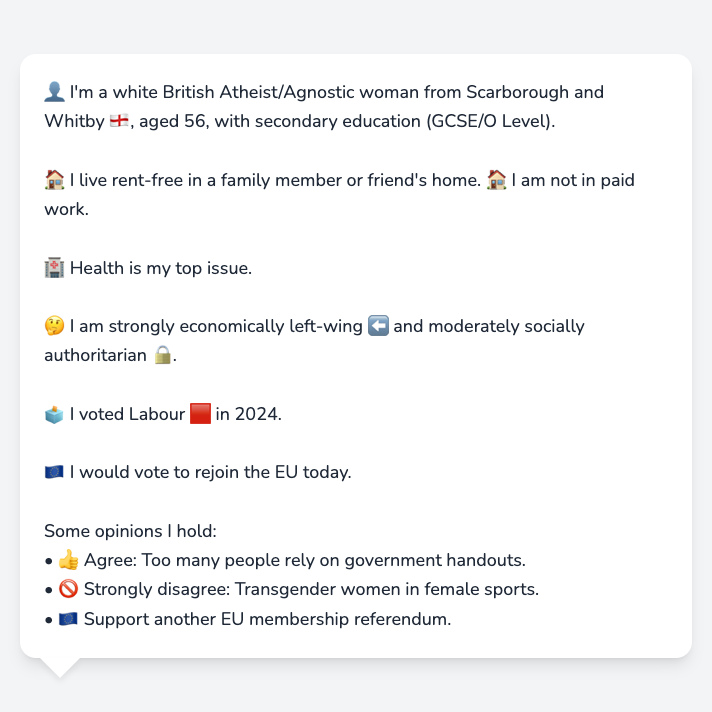 👤 I'm a white British Atheist/Agnostic woman from Scarborough and
Whitby 🏴󠁧󠁢󠁥󠁮󠁧󠁿, aged 56, with secondary education (GCSE/O Level).
🏠 I live rent-free in a family member or friend's home. 🏠 I am not in paid
work.
🏥 Health is my top issue.
🤔 I am strongly economically left-wing ⬅️ and moderately socially
authoritarian 🔒.
🗳️ I voted Labour 🟥 in 2024.
🇪🇺 I would vote to rejoin the EU today.
Some opinions I hold:
• 👍 Agree: Too many people rely on government handouts.
• 🚫 Strongly disagree: Transgender women in female sports.
• 🇪🇺 Support another EU membership referendum.